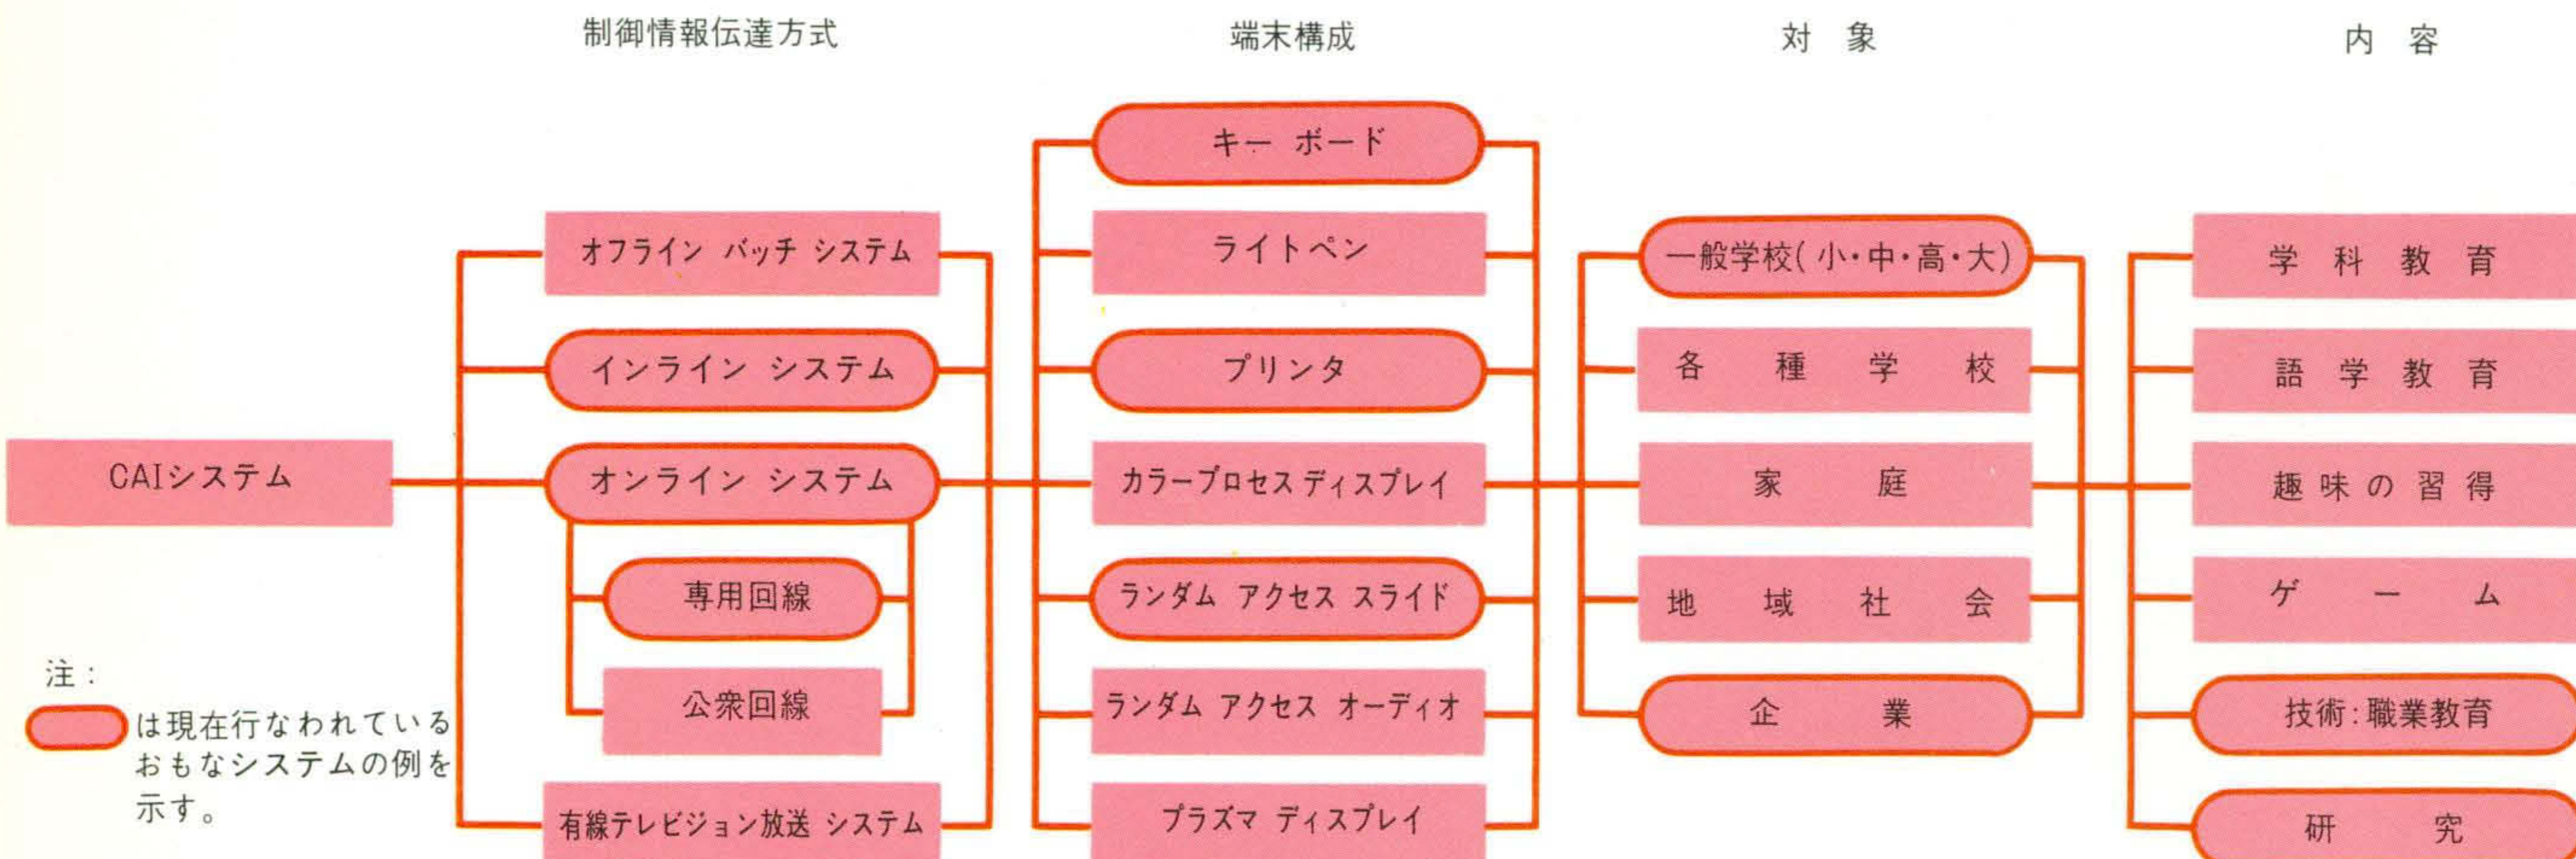 制御情報伝達方式
端末構成
対 象
内 容
CAIシステム
オフライン バッチ システム
インライン システム
オンライン システム
専用回線
公衆回線
有線テレビジョン放送 システム
キー ボード
ライトペン
プリンタ
カラープロセスディスプレイ
ランダム アクセス スライド
ランダム アクセス オーディオ
プラズマ ディスプレイ
一般学校(小・中・高・大)
各種学校
家庭
地域社会
企業
学科教育
語学教育
趣味の習得
ゲーム
技術:職業教育
研究
注:
は現在行なわれている
おもなシステムの例を
示す。